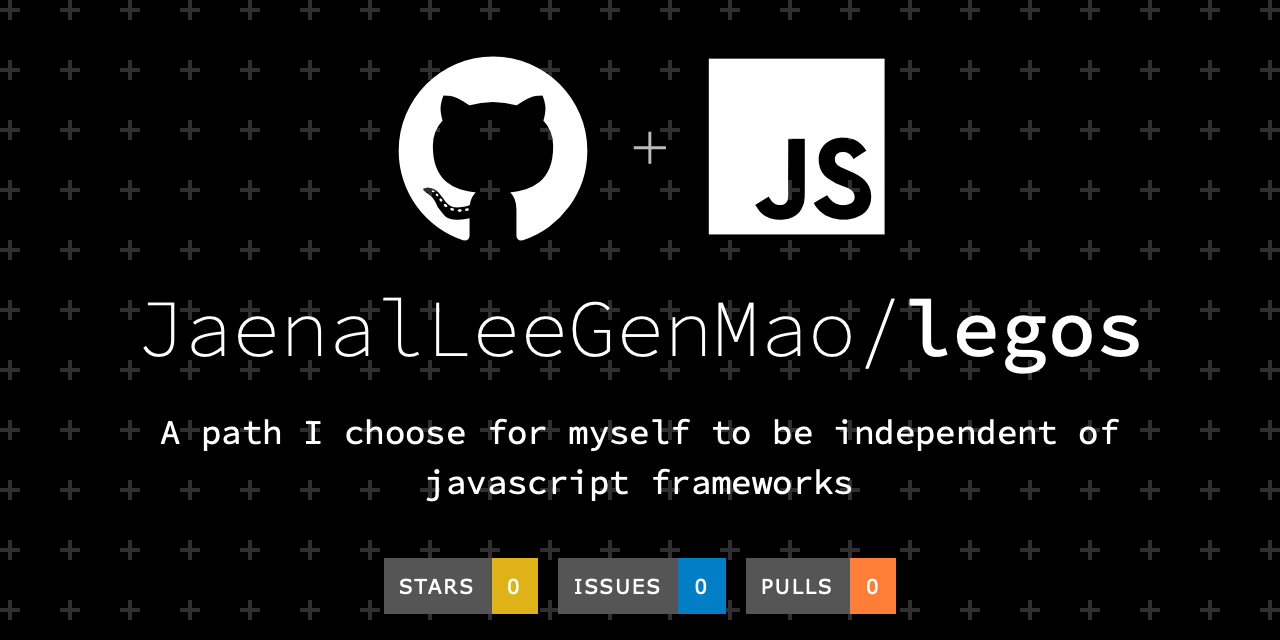 JS
JaenalLeeGenMao/legos
A path I choose for myself to be independent of
javascript frameworks
STARS 0 ISSUES 0 PULLS 0